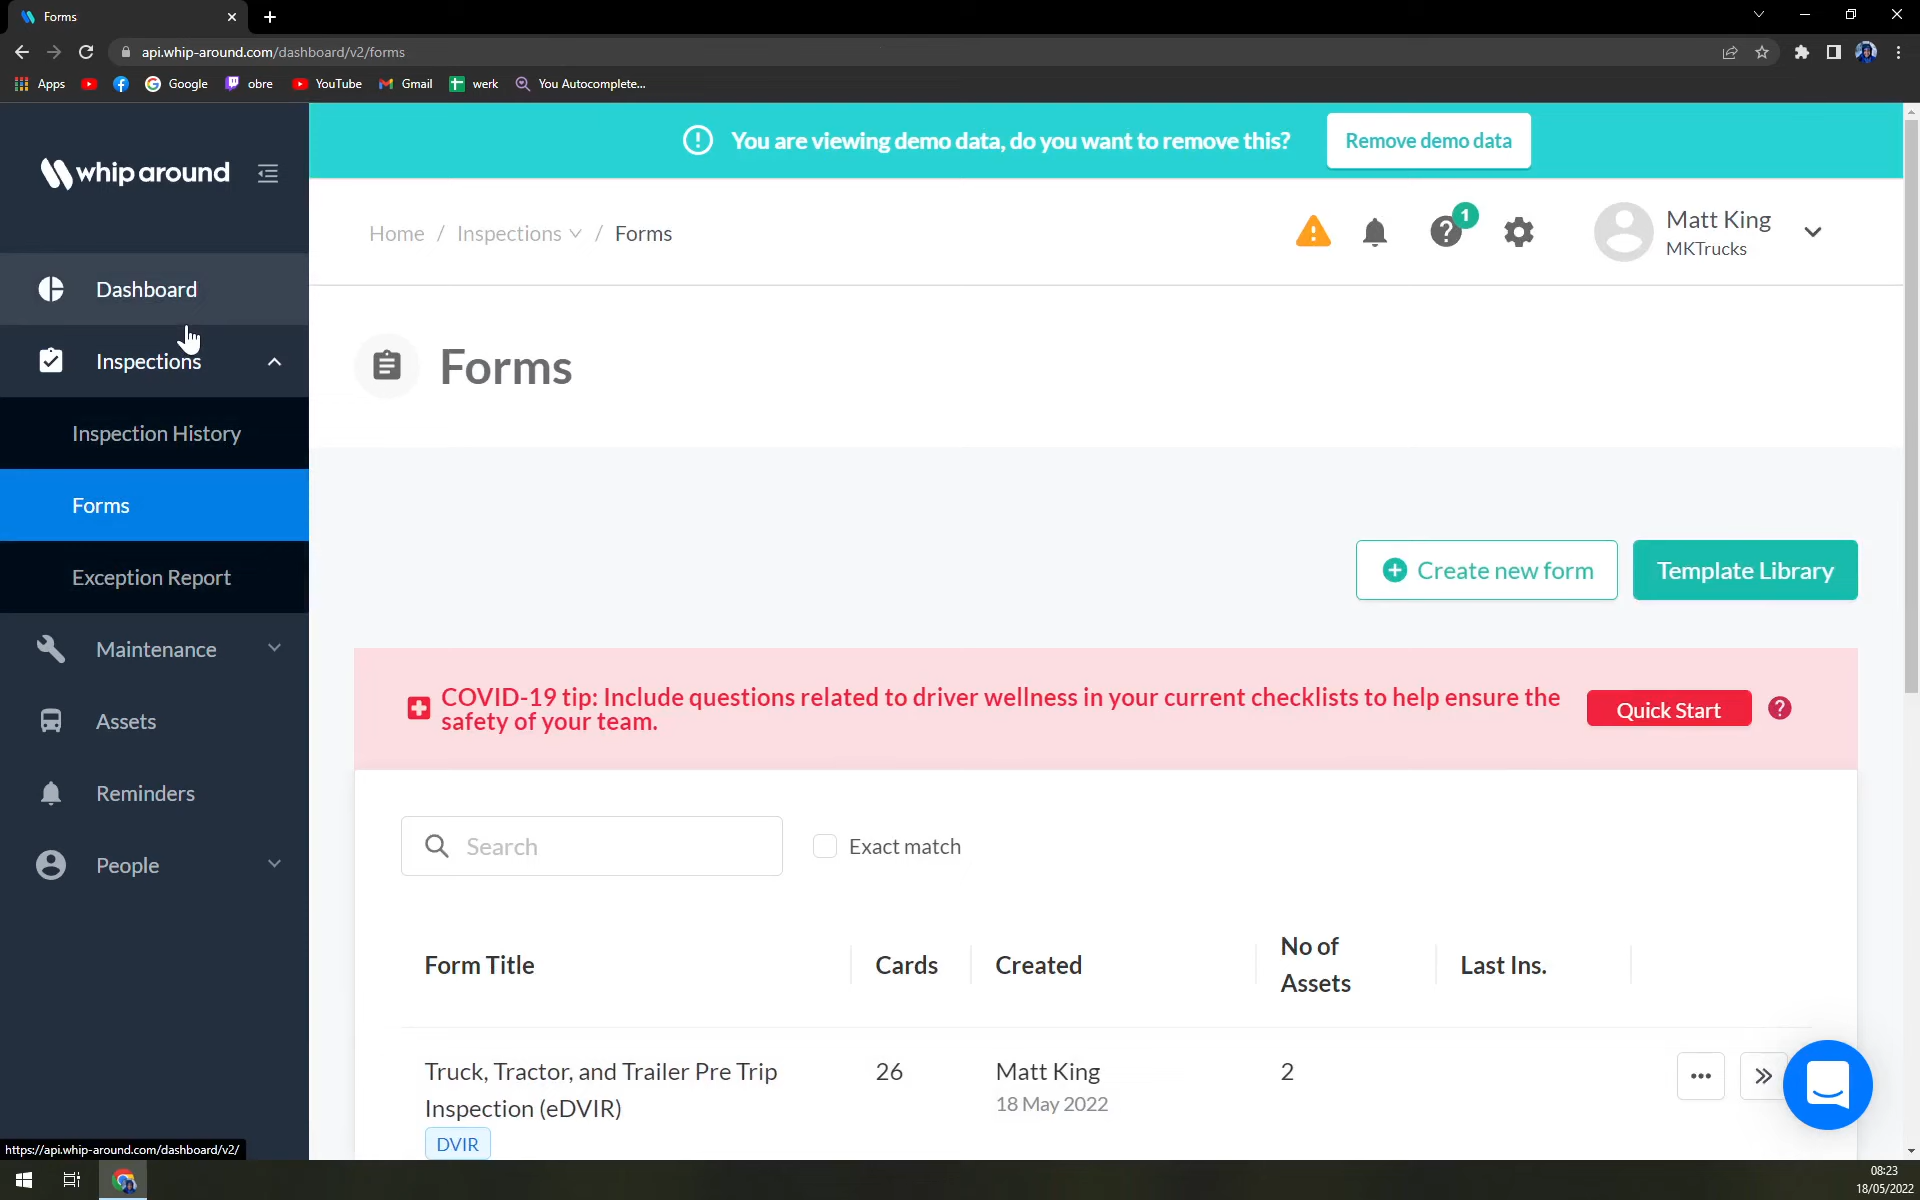 Forms
api.whip-around.com/dashboard/v2/forms
Apps
Google
obre
YouTube
Gmail
werk
You Autocomplete...
whip around
You are viewing demo data, do you want to remove this?
Remove demo data
Home / Inspections / Forms
1
Matt King
MKTrucks
Dashboard
Inspections
Inspection History
Forms
Exception Report
Maintenance
Assets
Reminders
People
Forms
Create new form
Template Library
COVID-19 tip: Include questions related to driver wellness in your current checklists to help ensure the
safety of your team.
Quick Start
Search
Exact match
Form Title
Cards
Created
No of
Assets
Last Ins.
Truck, Tractor, and Trailer Pre Trip
Inspection (eDVIR)
DVIR
26
Matt King
18 May 2022
2
https://api.whip-around.com/dashboard/v2/
08:23
18/05/2022